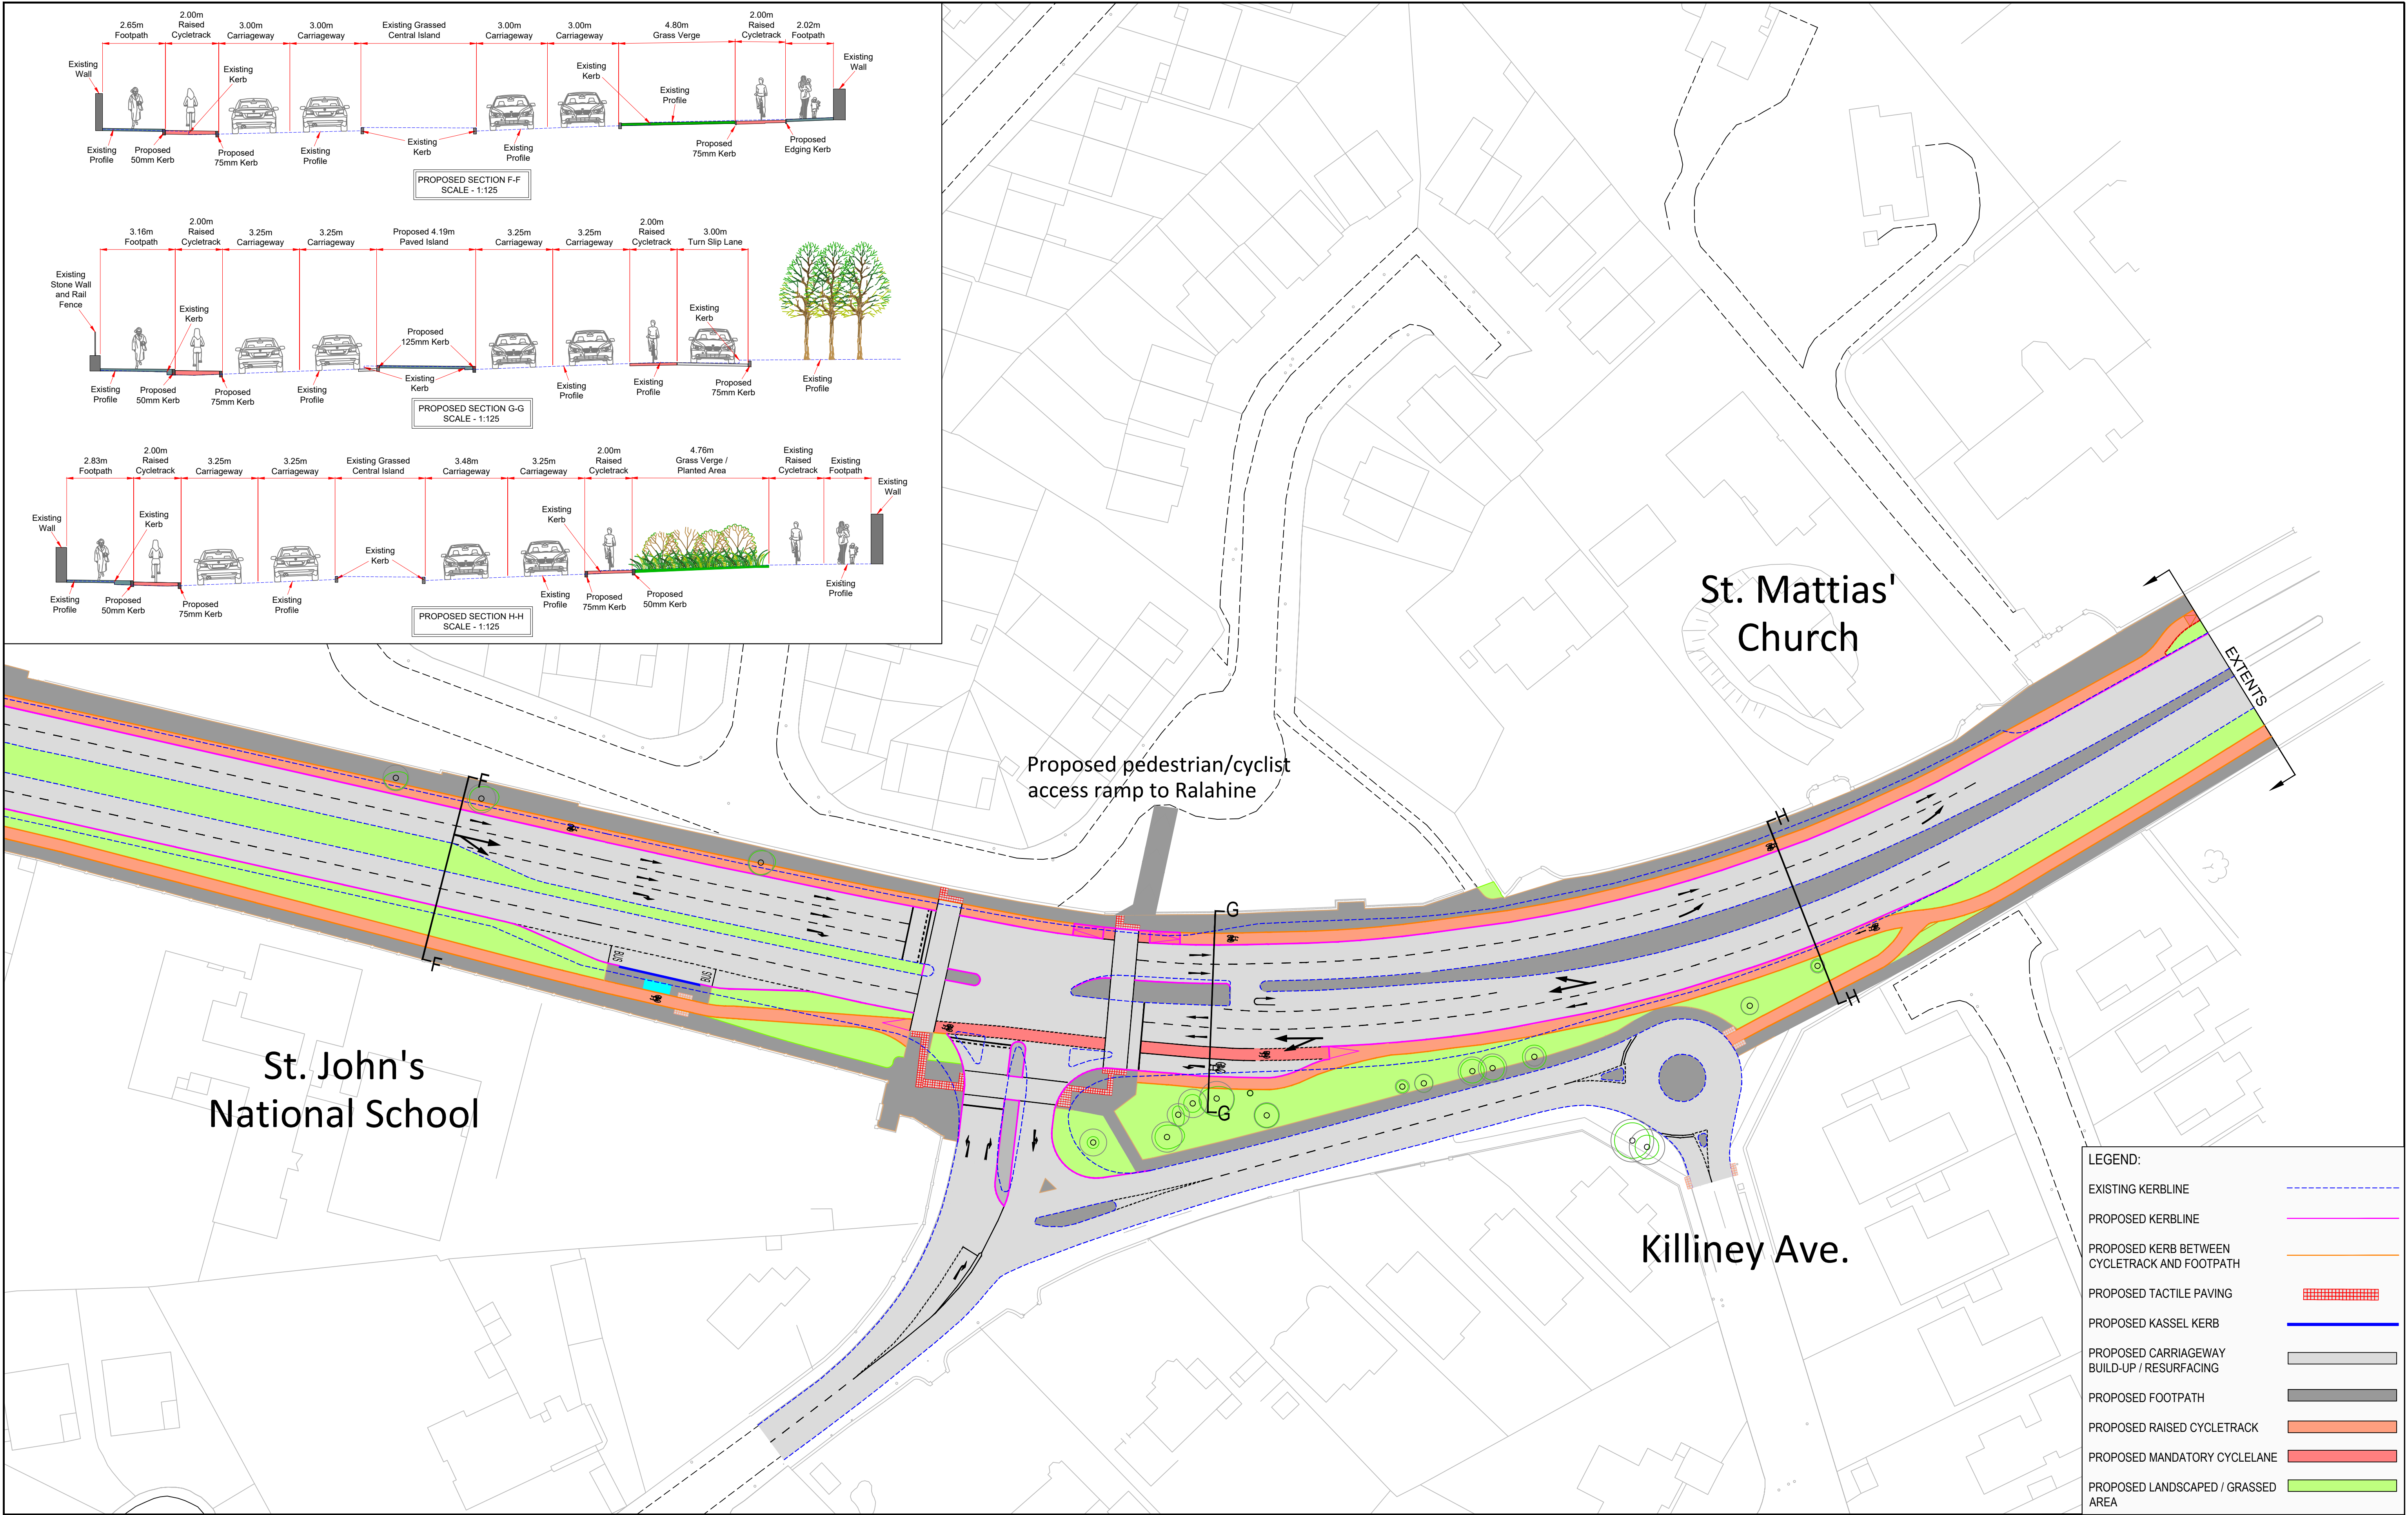 2.65m
Footpath
2.00m
Raised
Cycletrack
3.00m
Carriageway
3.00m
Carriageway
Existing Grassed
Central Island
3.00m
Carriageway
3.00m
Carriageway
4.80m
Grass Verge
2.00m
Raised
Cycletrack
2.02m
Footpath
Existing
Wall
Existing
Kerb
Existing
Kerb
Existing
Profile
Existing
Wall
Existing
Profile
Proposed
50mm Kerb
Proposed
75mm Kerb
Existing
Profile
Existing
Kerb
Existing
Profile
Proposed
75mm Kerb
Proposed
Edging Kerb
PROPOSED SECTION F-F
SCALE - 1:125
3.16m
Footpath
2.00m
Raised
Cycletrack
3.25m
Carriageway
3.25m
Carriageway
Proposed 4.19m
Paved Island
3.25m
Carriageway
3.25m
Carriageway
2.00m
Raised
Cycletrack
3.00m
Turn Slip Lane
Existing
Stone Wall
and Rail
Fence
Existing
Kerb
Proposed
125mm Kerb
Existing
Kerb
Existing
Profile
Proposed
50mm Kerb
Proposed
75mm Kerb
Existing
Profile
Existing
Kerb
Existing
Profile
Existing
Profile
Proposed
75mm Kerb
Existing
Profile
PROPOSED SECTION G-G
SCALE - 1:125
2.83m
Footpath
2.00m
Raised
Cycletrack
3.25m
Carriageway
3.25m
Carriageway
Existing Grassed
Central Island
3.48m
Carriageway
3.25m
Carriageway
2.00m
Raised
Cycletrack
4.76m
Grass Verge /
Planted Area
Existing
Raised
Cycletrack
Existing
Footpath
Existing
Wall
Existing
Kerb
Existing
Kerb
Existing
Kerb
Existing
Wall
Existing
Profile
Proposed
50mm Kerb
Proposed
75mm Kerb
Existing
Profile
Existing
Profile
Proposed
75mm Kerb
Proposed
50mm Kerb
Existing
Profile
PROPOSED SECTION H-H
SCALE - 1:125
St. Mattias'
Church
EXTENTS
Proposed pedestrian/cyclist
access ramp to Ralahine
F
F
G
G
H
H
BUS
BUS
St. John's
National School
Killiney Ave.
LEGEND:
EXISTING KERBLINE
PROPOSED KERBLINE
PROPOSED KERB BETWEEN
CYCLETRACK AND FOOTPATH
PROPOSED TACTILE PAVING
PROPOSED KASSEL KERB
PROPOSED CARRIAGEWAY
BUILD-UP / RESURFACING
PROPOSED FOOTPATH
PROPOSED RAISED CYCLETRACK
PROPOSED MANDATORY CYCLELANE
PROPOSED LANDSCAPED / GRASSED
AREA